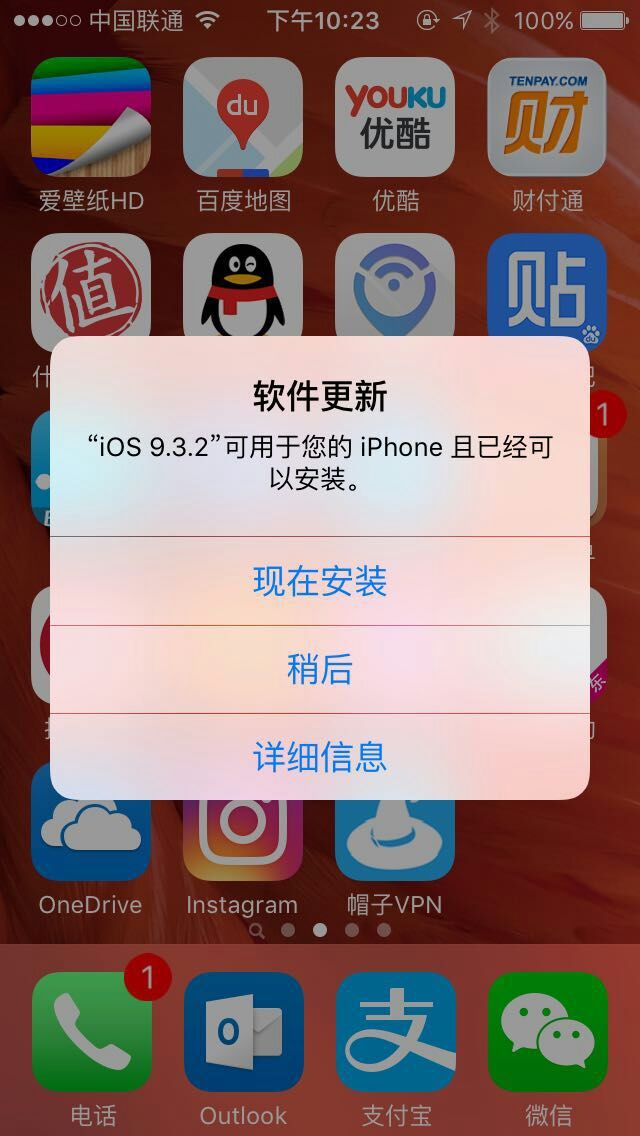 中国联通 下午10:23 100%
du YOUKU 优酷 TENPAY.COM 财
爱壁纸HD 百度地图 优酷 财付通
值 贴 du
什
软件更新
1
“iOS 9.3.2”可用于您的 iPhone 且已经可
以安装。
现在安装
稍后
东
详细信息
OneDrive Instagram 帽子VPN
1
O 支
电话 Outlook 支付宝 微信